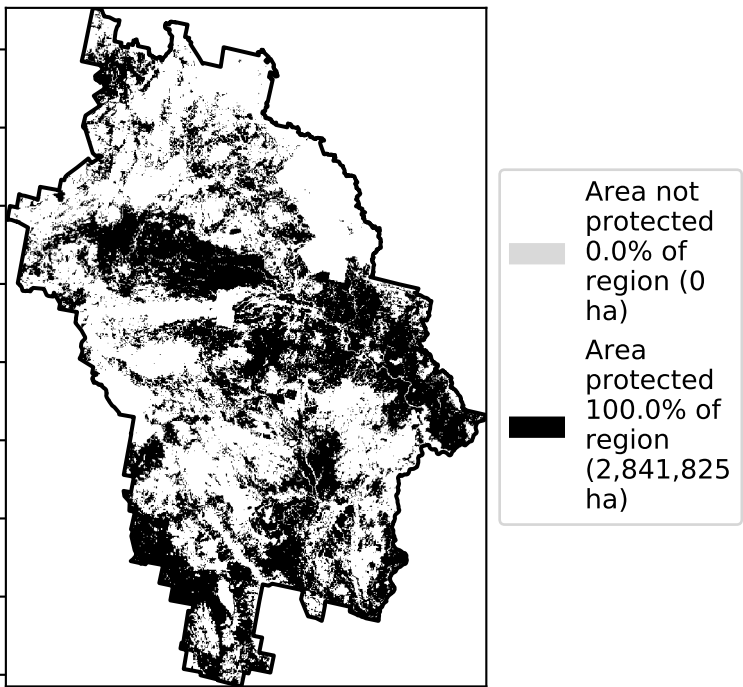 Area not
protected
0.0% of
region (0
ha)
Area
protected
100.0% of
region
(2,841,825
ha)